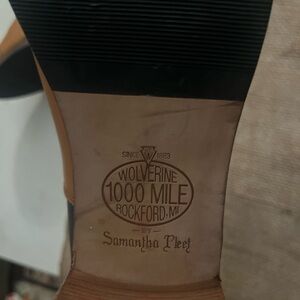 SINCE W 1883
WOLVERINE
1000 MILE
ROCKFORD, MI
BY
Samantha Pleet